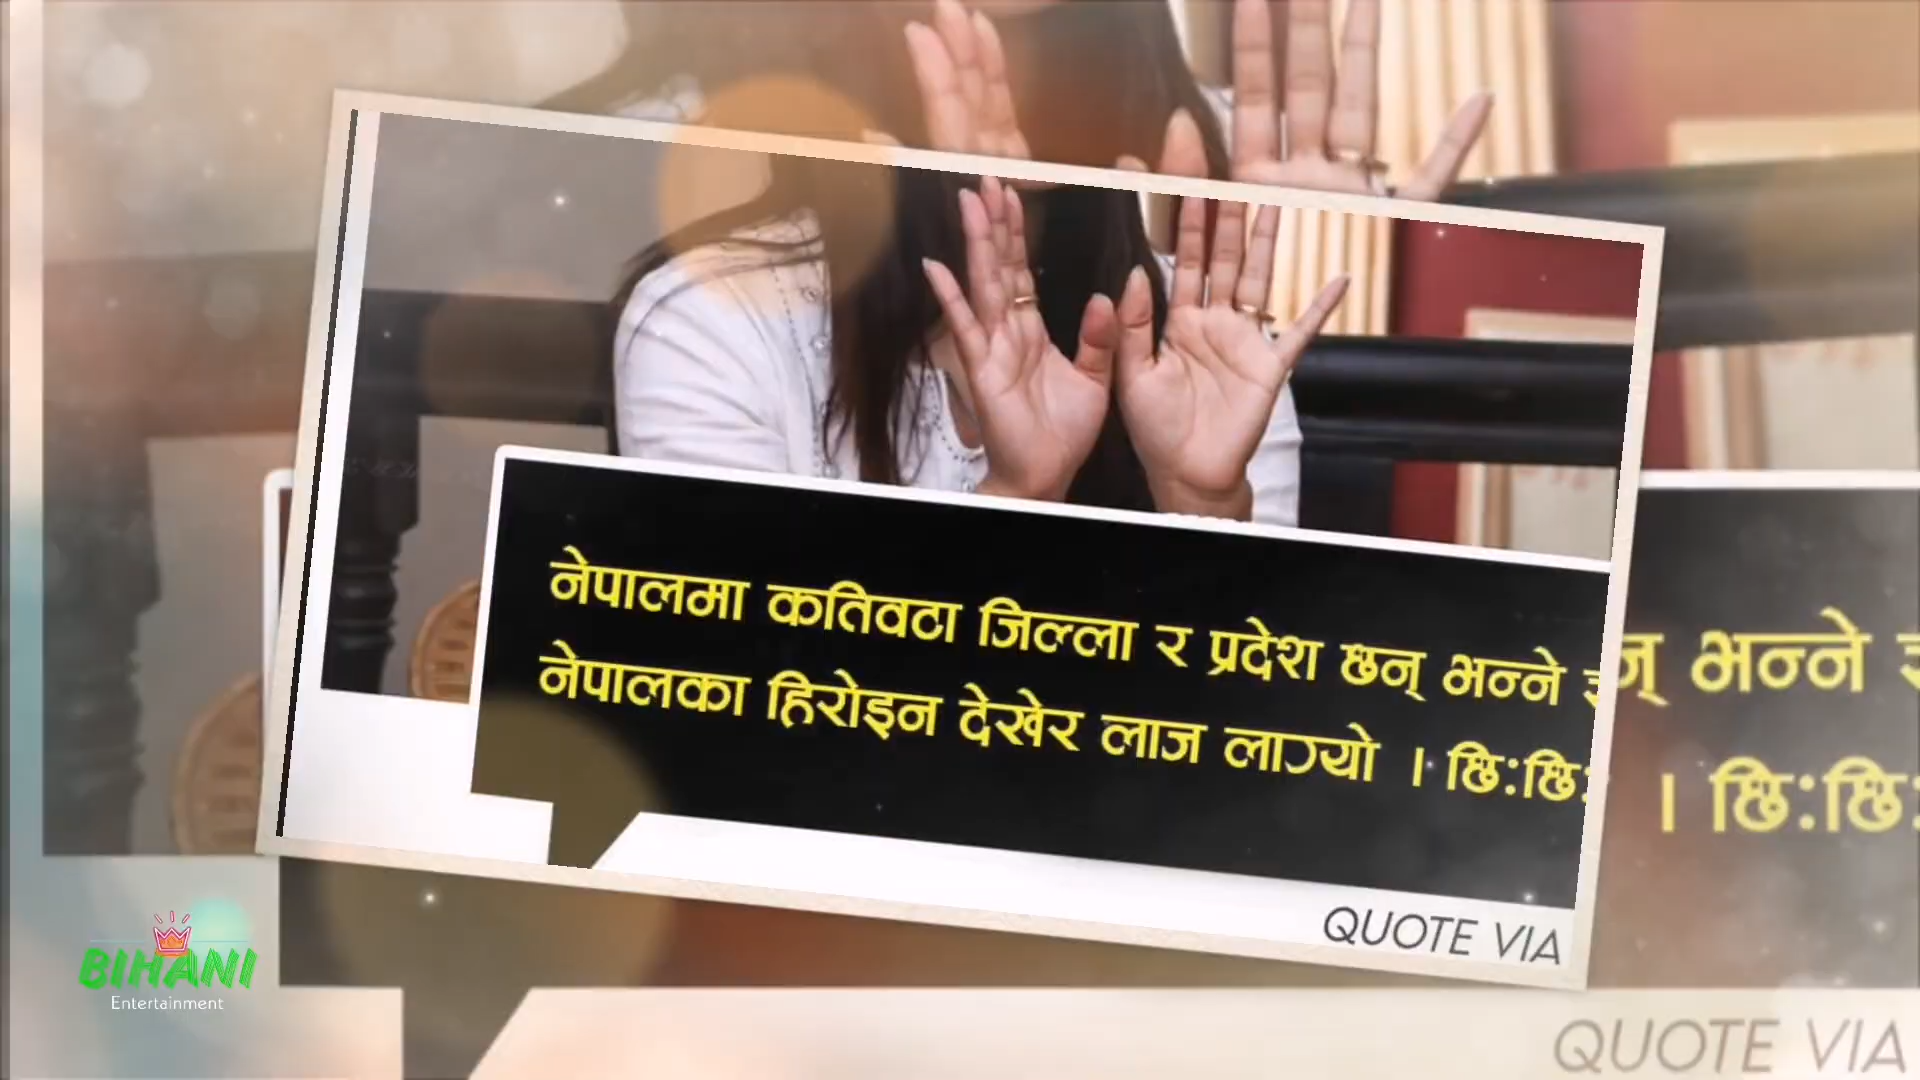 नेपालमा कतिवटा जिल्ला र प्रदेश छन् भन्ने
नेपालका हिरोइन देखेर लाज लाग्यो । छि:छि:
QUOTE VIA
न् भन्ने
। छि:छि:
QUOTE VIA
BIHANI
Entertainment